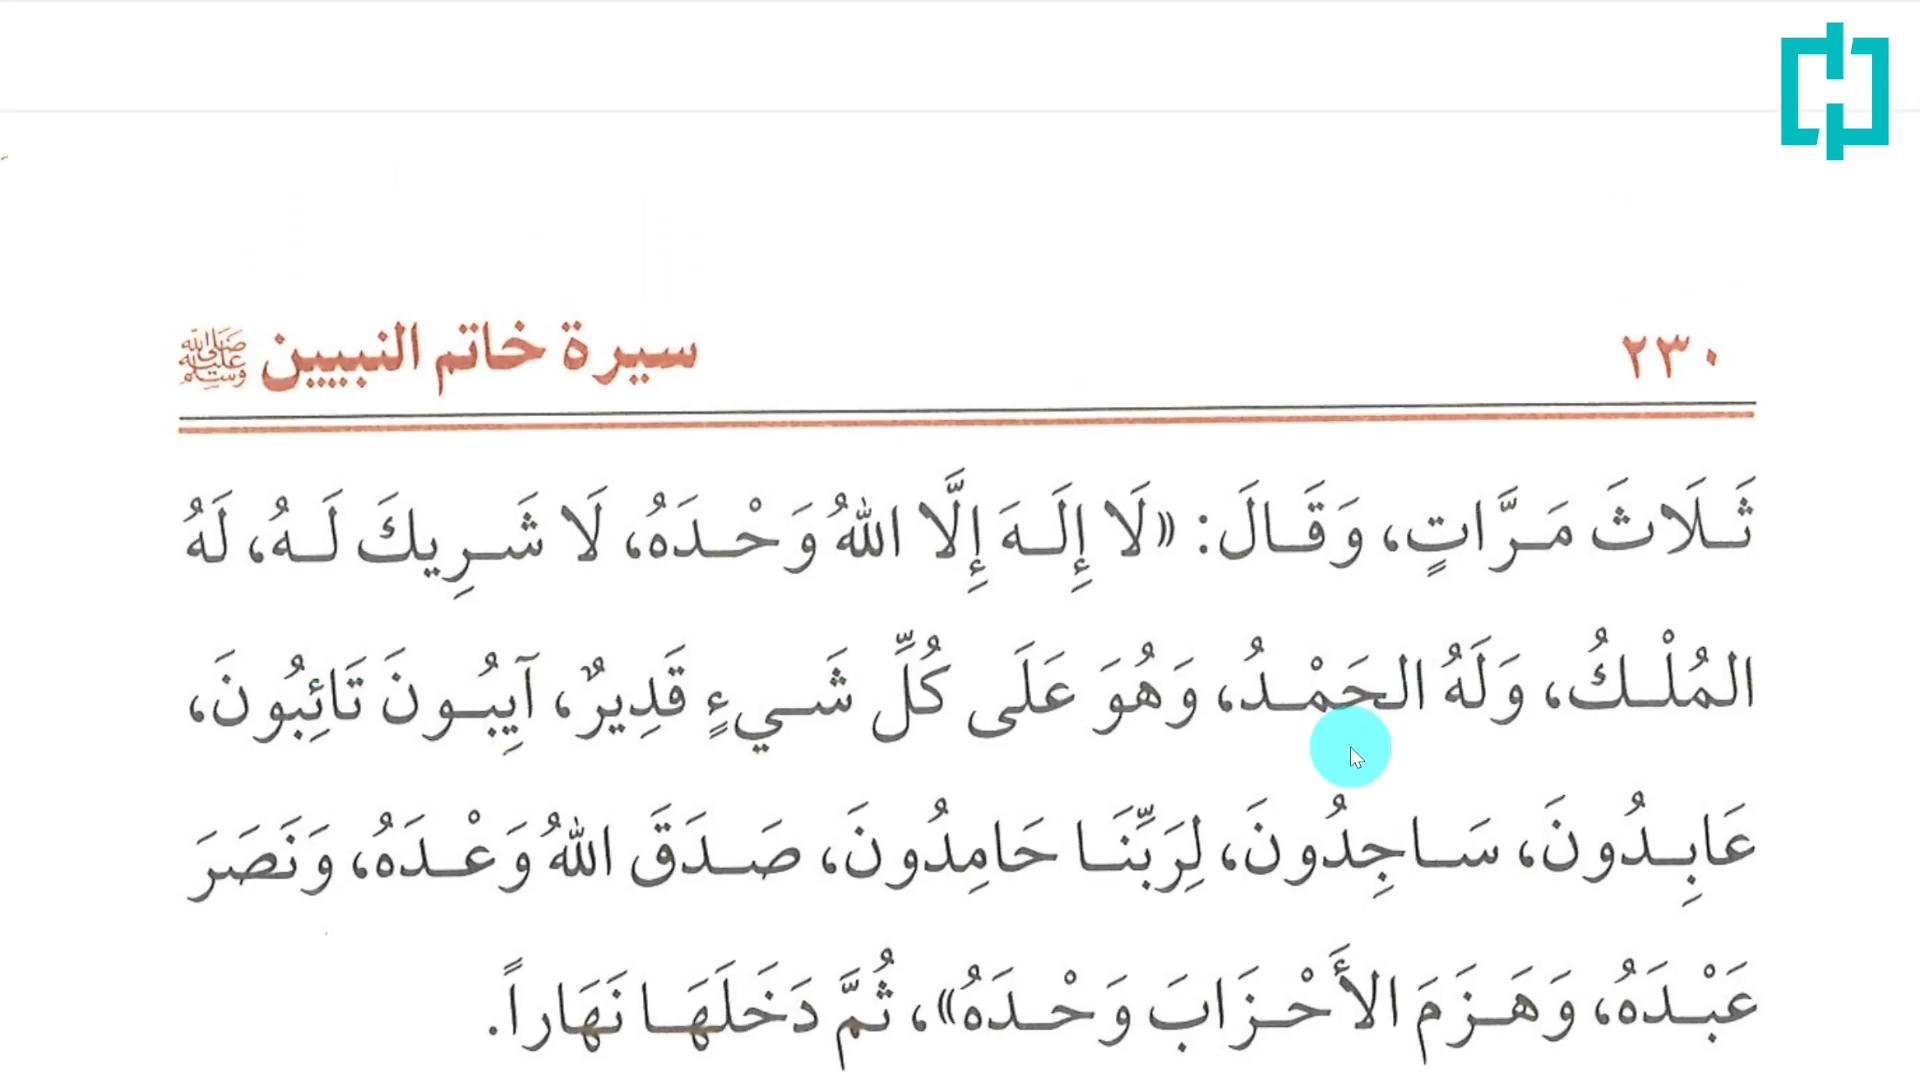 ٢٣٠ سيرة خاتم النبيين ﷺ
ثَـلَاثَ مَـرَّاتٍ، وَقَـالَ: «لَا إِلَـهَ إِلَّا اللهُ وَحْـدَهُ، لَا شَـرِيكَ لَـهُ، لَهُ
المُلْـكُ، وَلَهُ الحَمْـدُ، وَهُوَ عَلَى كُلِّ شَـيءٍ قَدِيرٌ، آيِبُـونَ تَائِبُونَ،
عَابِـدُونَ، سَـاجِدُونَ، لِرَبِّنَـا حَامِدُونَ، صَـدَقَ اللهُ وَعْـدَهُ، وَنَصَرَ
عَبْـدَهُ، وَهَـزَمَ الأَحْـزَابَ وَحْـدَهُ»، ثُمَّ دَخَلَهَـا نَهَاراً.